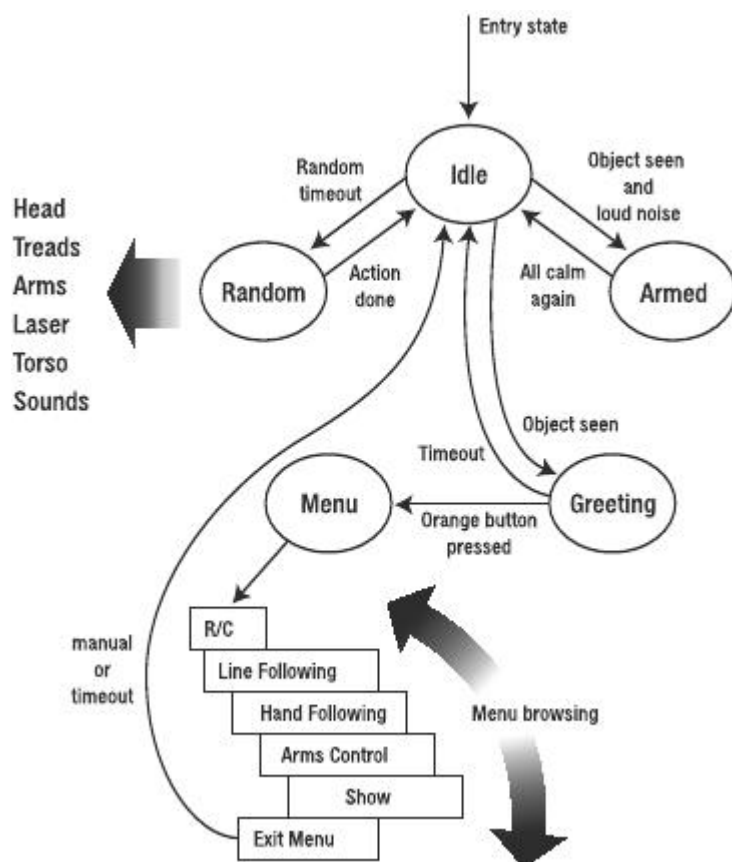 Entry state
Idle
Random
timeout
Object seen
and
loud noise
Head
Treads
Arms
Laser
Torso
Sounds
Random
Action
done
All calm
again
Armed
Object seen
Timeout
Menu
Greeting
Orange button
pressed
R/C
manual
or
timeout
Line Following
Hand Following
Menu browsing
Arms Control
Show
Exit Menu